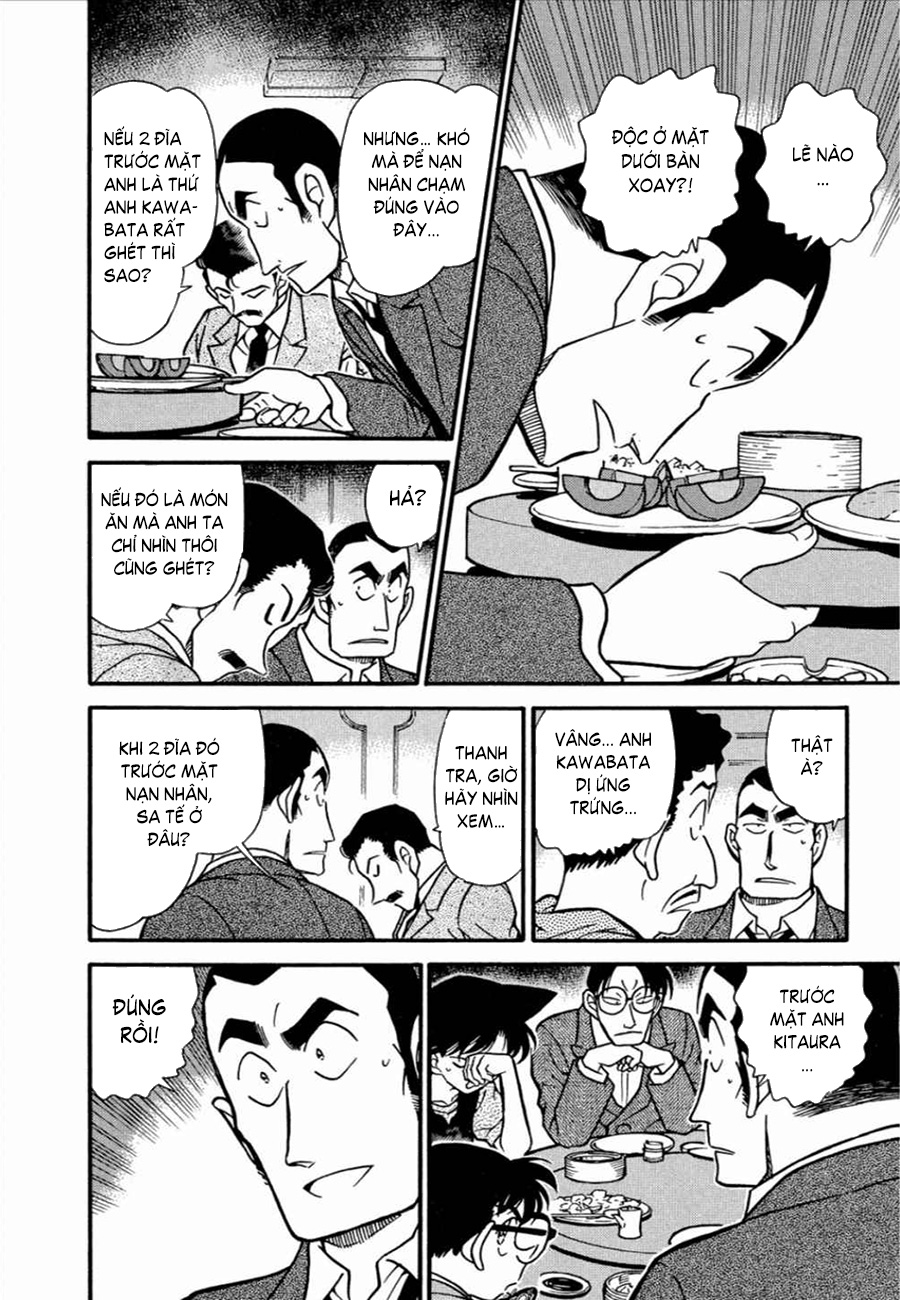 LẼ NÀO
...
ĐỘC Ở MẶT
DƯỚI BÀN
XOAY?!
NHƯNG... KHÓ
MÀ ĐỂ NẠN
NHÂN CHẠM
ĐÚNG VÀO
ĐÂY...
NẾU 2 ĐĨA
TRƯỚC MẶT
ANH LÀ THỨ
ANH KAWA-
BATA RẤT
GHÉT THÌ
SAO?
HẢ?
NẾU ĐÓ LÀ MÓN
ĂN MÀ ANH TA
CHỈ NHÌN THÔI
CŨNG GHÉT?
THẬT
À?
VÂNG... ANH
KAWABATA
DỊ ỨNG
TRỨNG...
THANH
TRA, GIỜ
HÃY NHÌN
XEM...
KHI 2 ĐĨA ĐÓ
TRƯỚC MẶT
NẠN NHÂN,
SA TẾ Ở
ĐÂU?
TRƯỚC
MẶT ANH
KITAURA
...
ĐÚNG
RỒI!